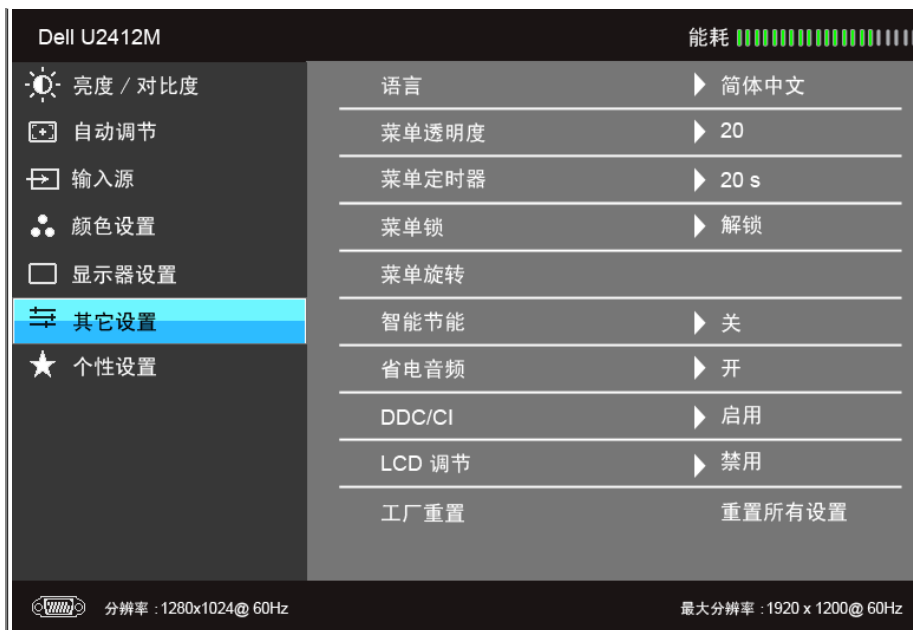 Dell U2412M 能耗
亮度 / 对比度
自动调节
输入源
颜色设置
显示器设置
其它设置
个性设置
语言 简体中文
菜单透明度 20
菜单定时器 20 s
菜单锁 解锁
菜单旋转
智能节能 关
省电音频 开
DDC/CI 启用
LCD 调节 禁用
工厂重置 重置所有设置
分辨率 : 1280x1024@ 60Hz 最大分辨率 : 1920 x 1200@ 60Hz